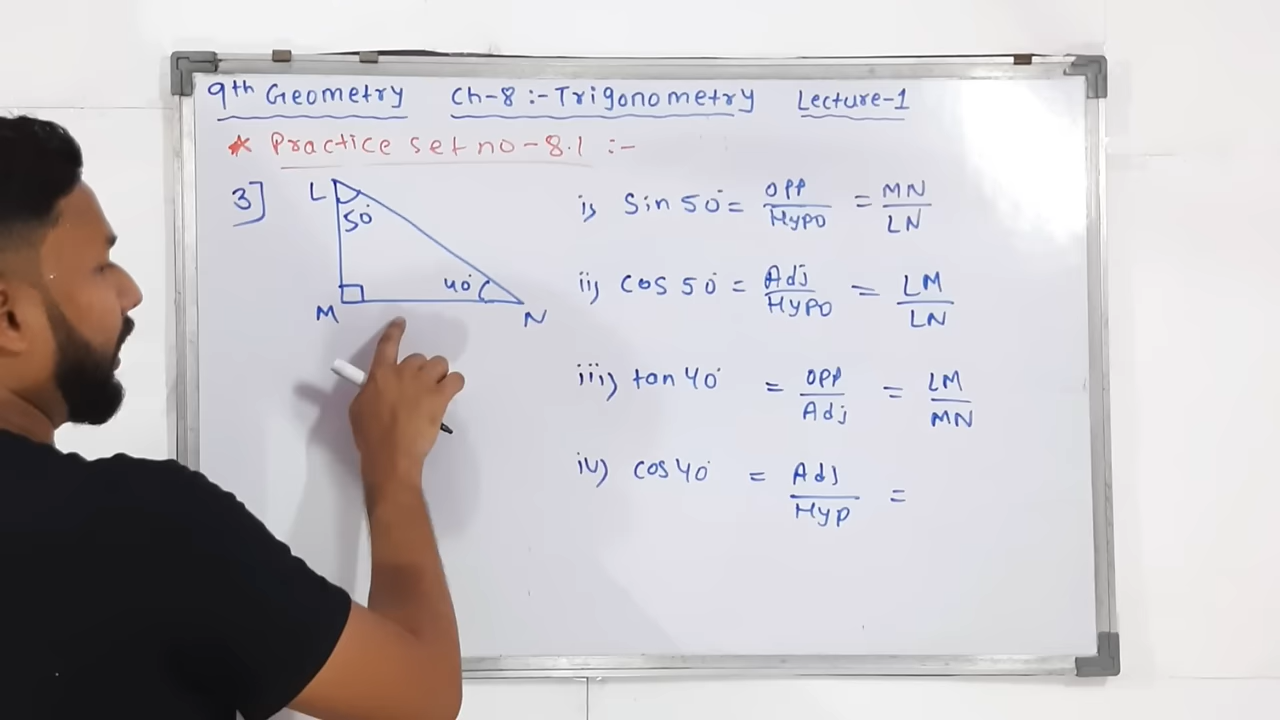 9th Geometry Ch-8 :- Trigonometry Lecture-1
* Practice set no - 8.1 :-
3]
L
50°
40°
M
N
i) Sin 50° = OPP/Hypo = MN/LN
ii) cos 50° = Adj/Hypo = LM/LN
iii) tan 40° = OPP/Adj = LM/MN
iv) cos 40° = Adj/Hyp =